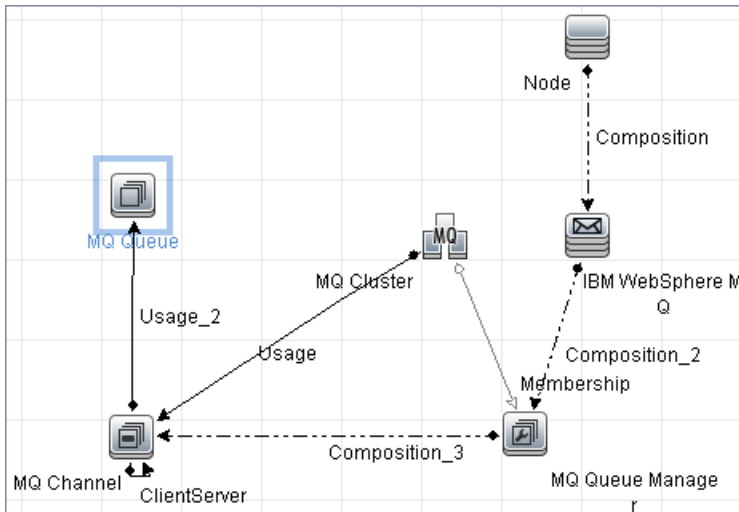 Node
Composition
MQ Queue
MQ
MQ Cluster
IBM WebSphere M
Q
Usage_2
Usage
Composition_2
Membership
Composition_3
MQ Channel
ClientServer
MQ Queue Manage
r